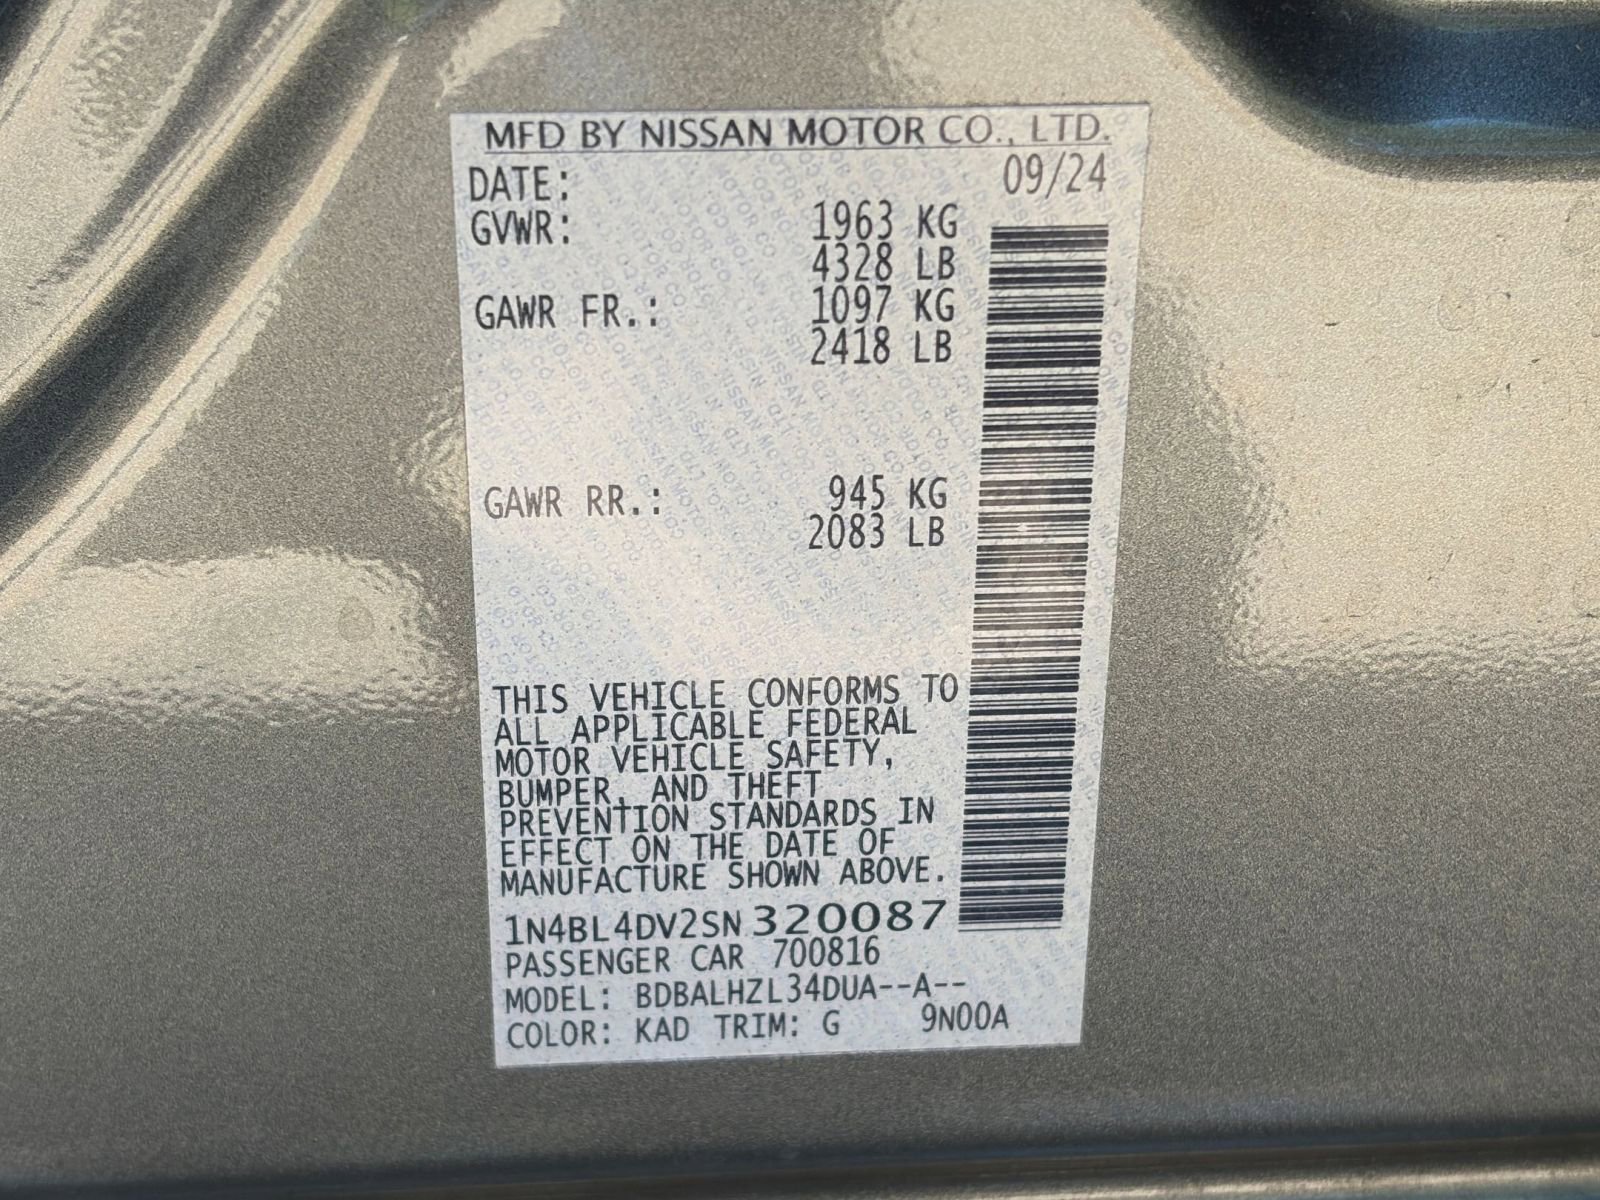 MFD BY NISSAN MOTOR CO., LTD.
DATE: 09/24
GVWR: 1963 KG
4328 LB
GAWR FR.: 1097 KG
2418 LB
GAWR RR.: 945 KG
2083 LB
THIS VEHICLE CONFORMS TO
ALL APPLICABLE FEDERAL
MOTOR VEHICLE SAFETY,
BUMPER, AND THEFT
PREVENTION STANDARDS IN
EFFECT ON THE DATE OF
MANUFACTURE SHOWN ABOVE.
1N4BL4DV2SN320087
PASSENGER CAR 700816
MODEL: BDBALHZL34DUA--A--
COLOR: KAD TRIM: G 9N00A